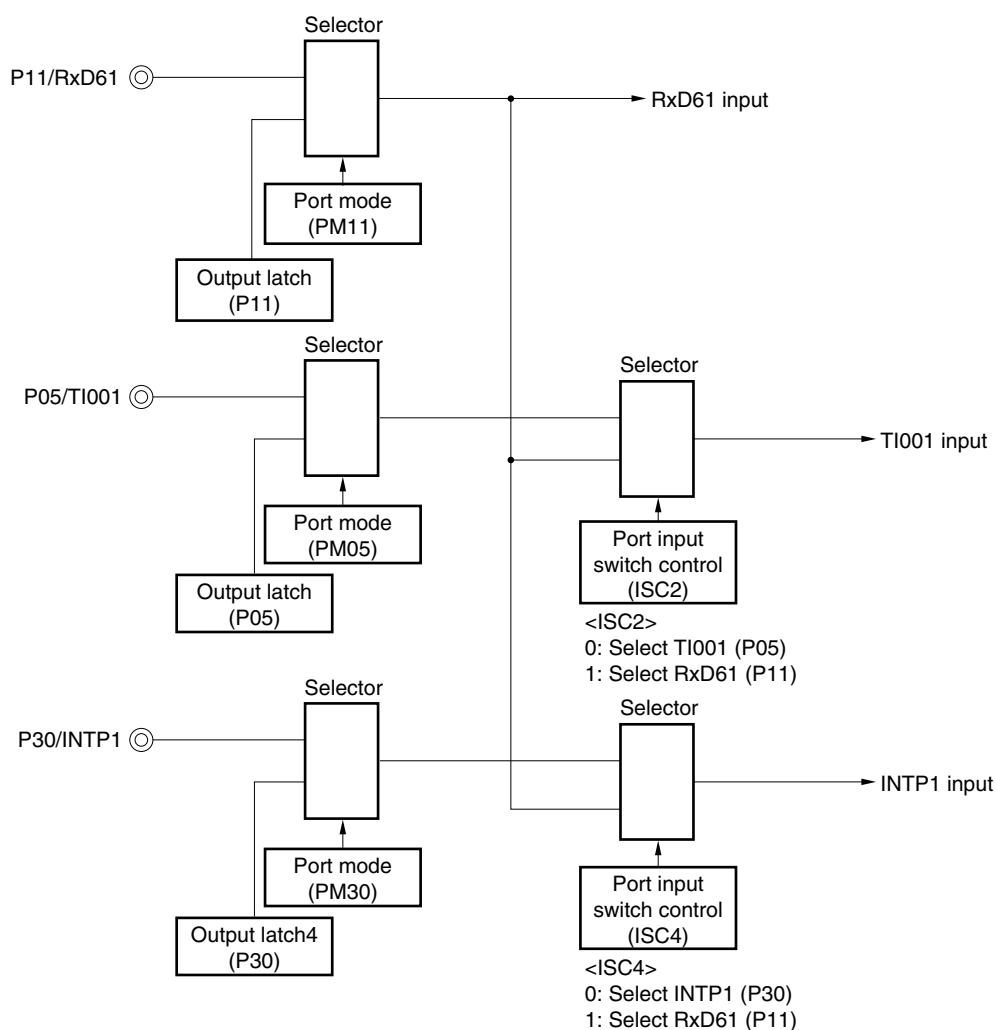 Selector
P11/RxD61
RxD61 input
Port mode
(PM11)
Output latch
(P11)
Selector
P05/TI001
Selector
TI001 input
Port mode
(PM05)
Port input
switch control
(ISC2)
Output latch
(P05)
<ISC2>
0: Select TI001 (P05)
1: Select RxD61 (P11)
Selector
P30/INTP1
Selector
INTP1 input
Port mode
(PM30)
Port input
switch control
(ISC4)
Output latch4
(P30)
<ISC4>
0: Select INTP1 (P30)
1: Select RxD61 (P11)